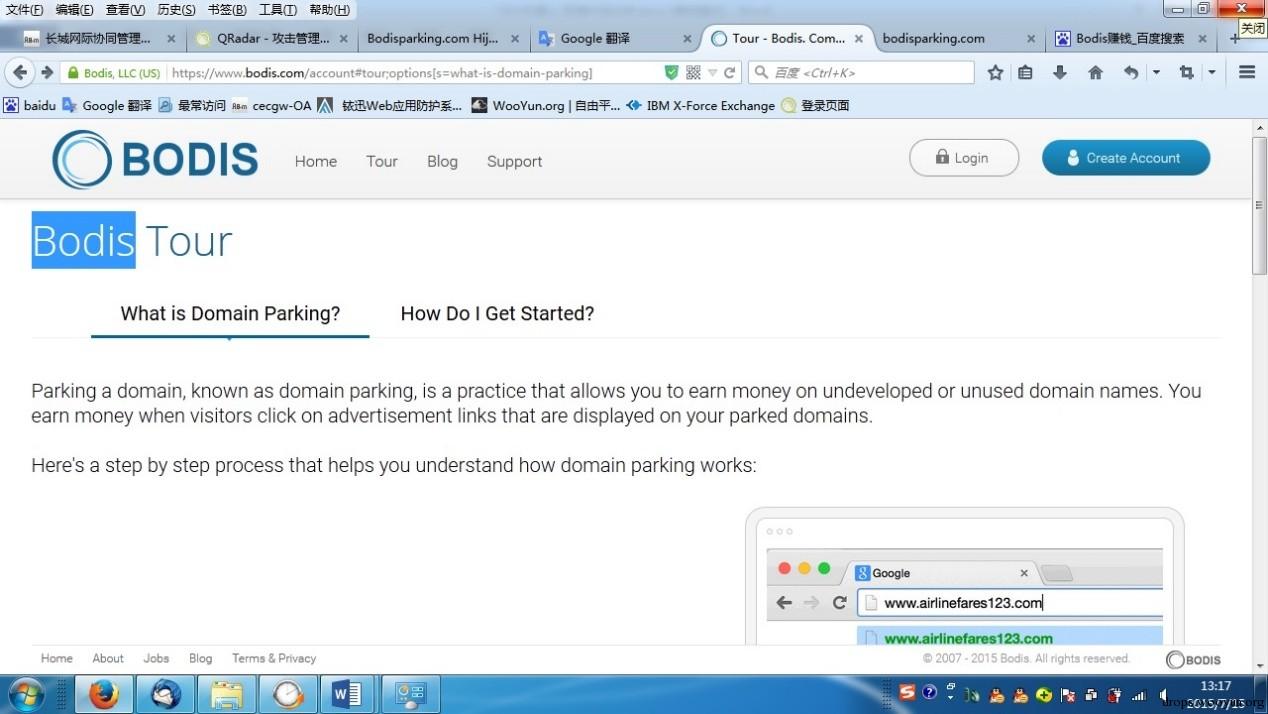 文件(F) 编辑(E) 查看(V) 历史(S) 书签(B) 工具(T) 帮助(H)
关闭
长城网际协同管理... QRadar - 攻击管理... Bodisparking.com Hij... Google 翻译 Tour - Bodis. Com... bodisparking.com Bodis赚钱_百度搜索
Bodis, LLC (US) https://www.bodis.com/account#tour;options[s=what-is-domain-parking] 百度 <Ctrl+K>
baidu Google 翻译 最常访问 cecgw-OA 铱迅Web应用防护系... WooYun.org | 自由平... IBM X-Force Exchange 登录页面
BODIS Home Tour Blog Support Login Create Account
Bodis Tour
What is Domain Parking? How Do I Get Started?
Parking a domain, known as domain parking, is a practice that allows you to earn money on undeveloped or unused domain names. You
earn money when visitors click on advertisement links that are displayed on your parked domains.
Here's a step by step process that helps you understand how domain parking works:
Google
www.airlinefares123.com
www.airlinefares123.com
Home About Jobs Blog Terms & Privacy © 2007 - 2015 Bodis. All rights reserved. BODIS
13:17